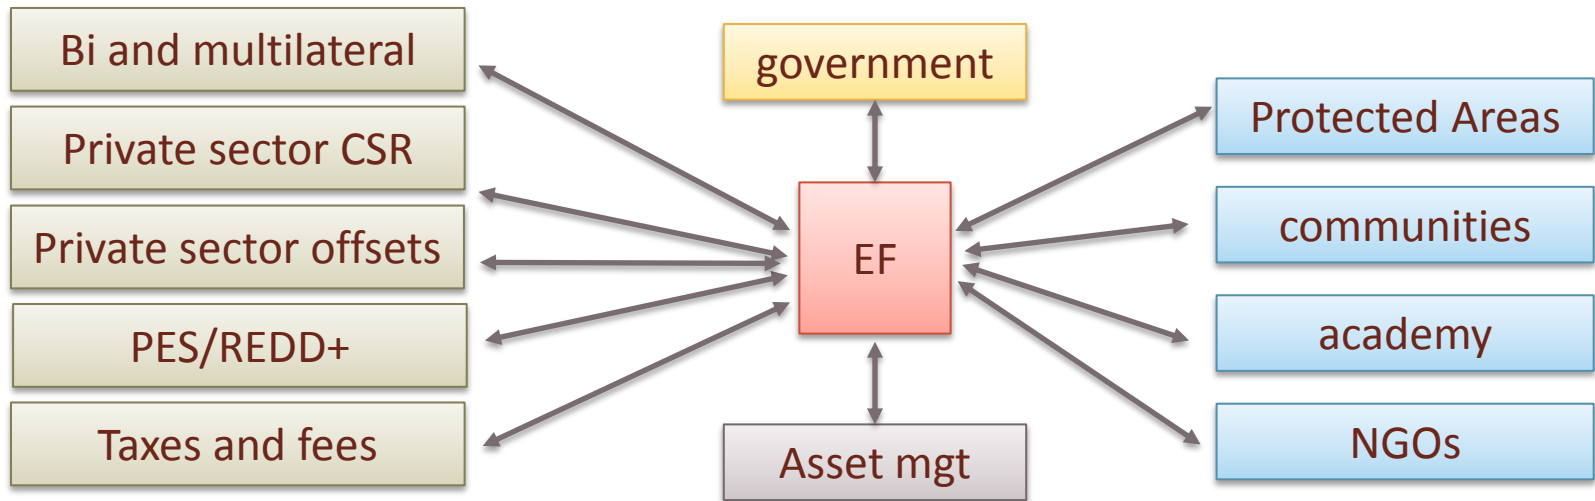 Bi and multilateral
Private sector CSR
Private sector offsets
PES/REDD+
Taxes and fees
government
EF
Asset mgt
Protected Areas
communities
academy
NGOs